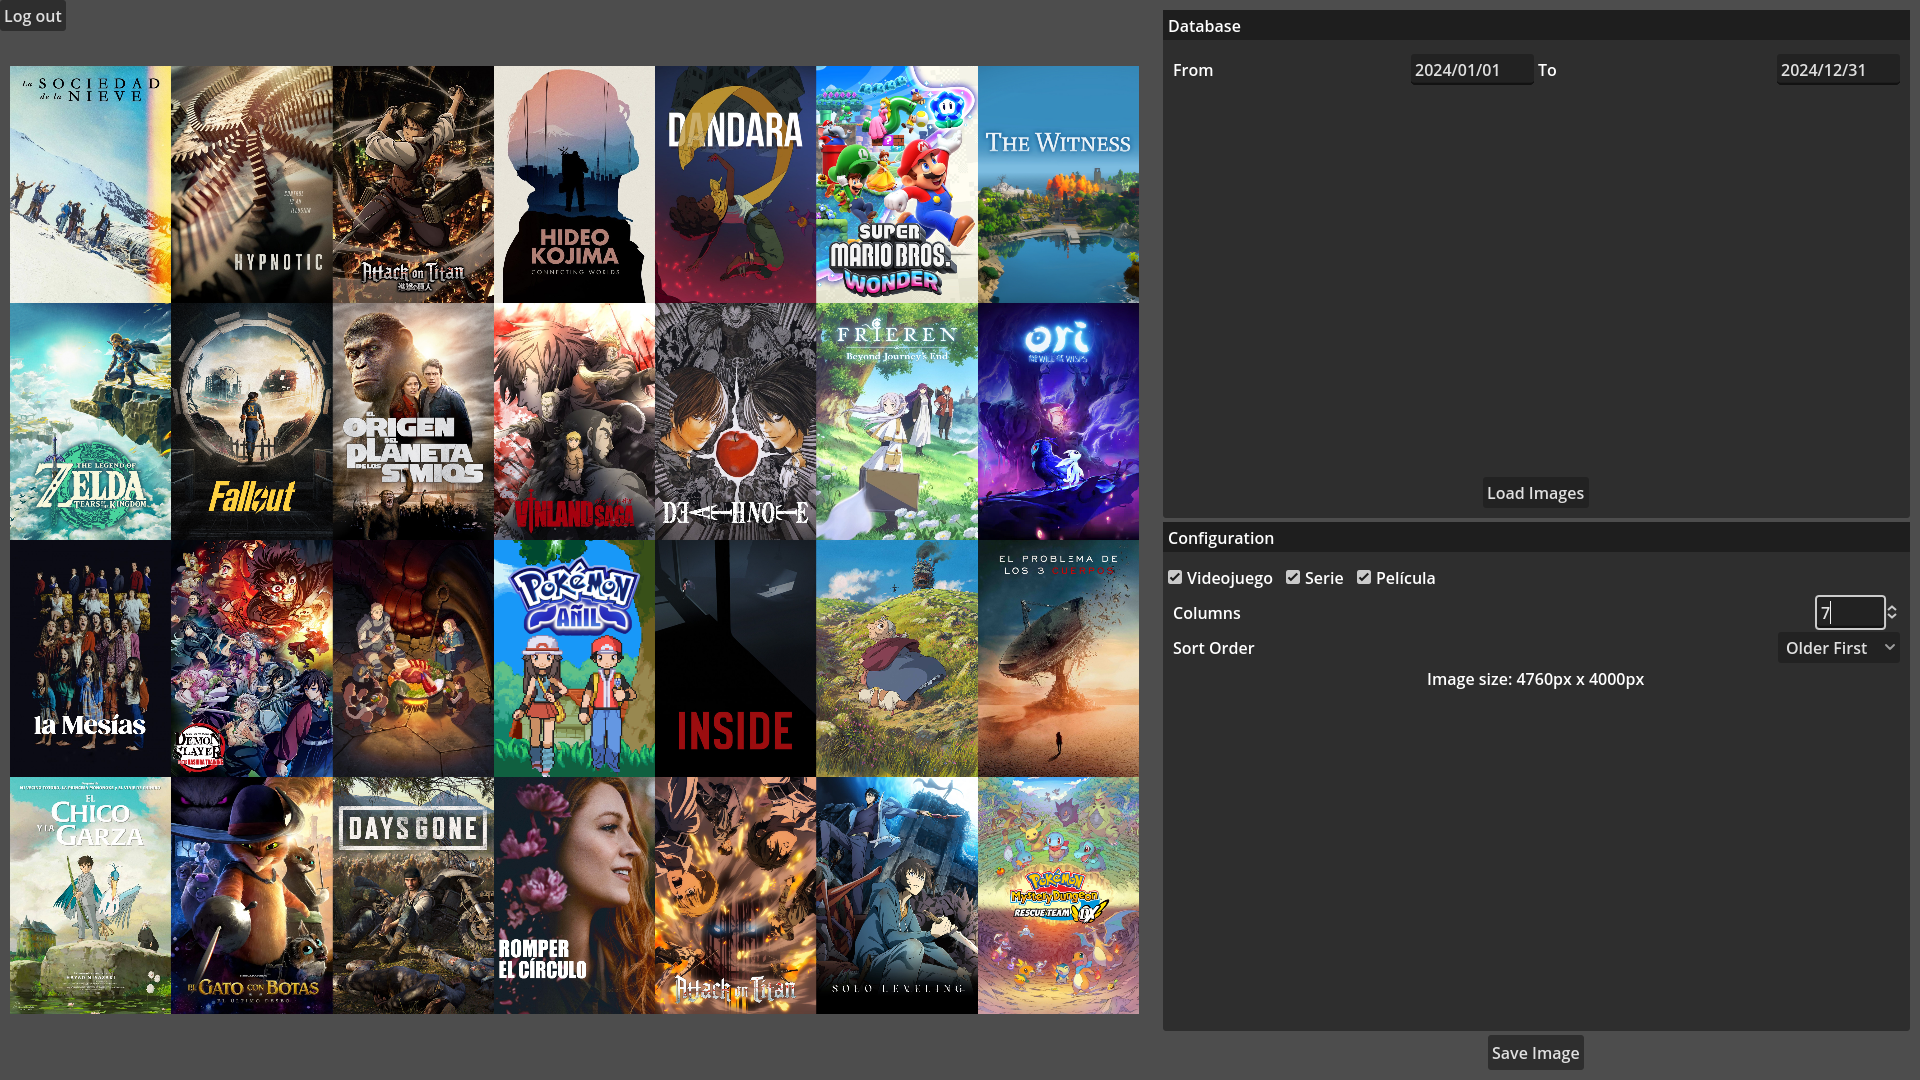 Log out
Database
From 2024/01/01 To 2024/12/31
Load Images
Configuration
Videojuego Serie Película
Columns 7
Sort Order Older First
Image size: 4760px x 4000px
Save Image
La SOCIEDAD
de la NIEVE
HYPNOTIC
Attack on Titan
進撃の巨人
HIDEO
KOJIMA
CONNECTING WORLDS
DANDARA
SUPER
MARIO BROS.
WONDER
THE WITNESS
THE LEGEND OF
ZELDA
TEARS OF THE KINGDOM
Fallout
EL
ORIGEN
DEL
PLANETA
DE LOS
SIMIOS
VINLAND SAGA
DEATH NOTE
FRIEREN
Beyond Journey's End
ori
AND THE WILL OF THE WISPS
la Mesías
DEMON
SLAYER
POKéMON
AÑIL
INSIDE
EL PROBLEMA DE
LOS 3 CUERPOS
EL
CHICO
Y LA
GARZA
EL GATO CON BOTAS
EL ÚLTIMO DESEO
DAYS GONE
ROMPER
EL CÍRCULO
Attack on Titan
SOLO LEVELING
POKéMON
Mystery Dungeon
RESCUE TEAM DX